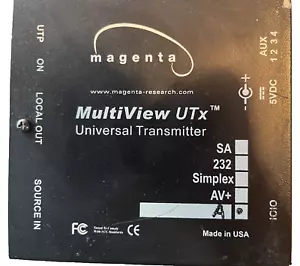 magenta
www.magenta-research.com
MultiView UTx™
Universal Transmitter
UTP
ON
LOCAL OUT
SOURCE IN
AUX
1 2 3 4
5VDC
SA
232
Simplex
AV+
A
FC CE
Made in USA